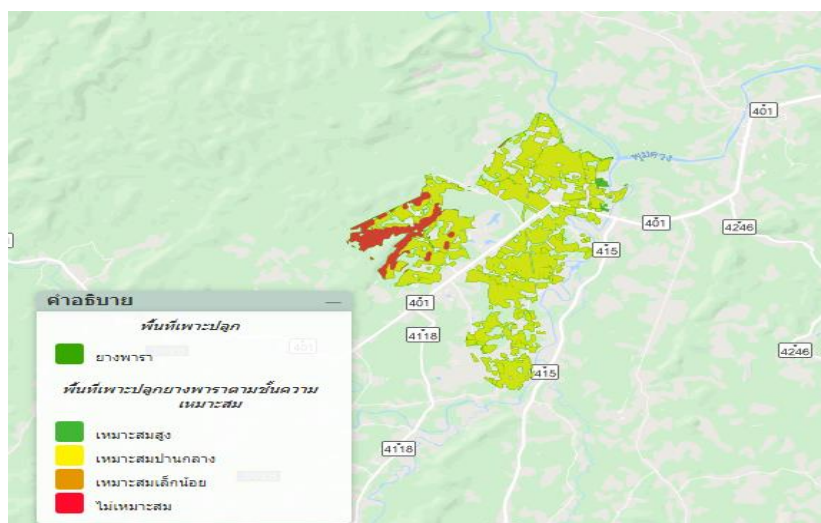 401
401
4246
415
401
4118
4246
415
4118
คำอธิบาย
พื้นที่เพาะปลูก
ยางพารา
พื้นที่เพาะปลูกยางพาราตามชั้นความ
เหมาะสม
เหมาะสมสูง
เหมาะสมปานกลาง
เหมาะสมเล็กน้อย
ไม่เหมาะสม